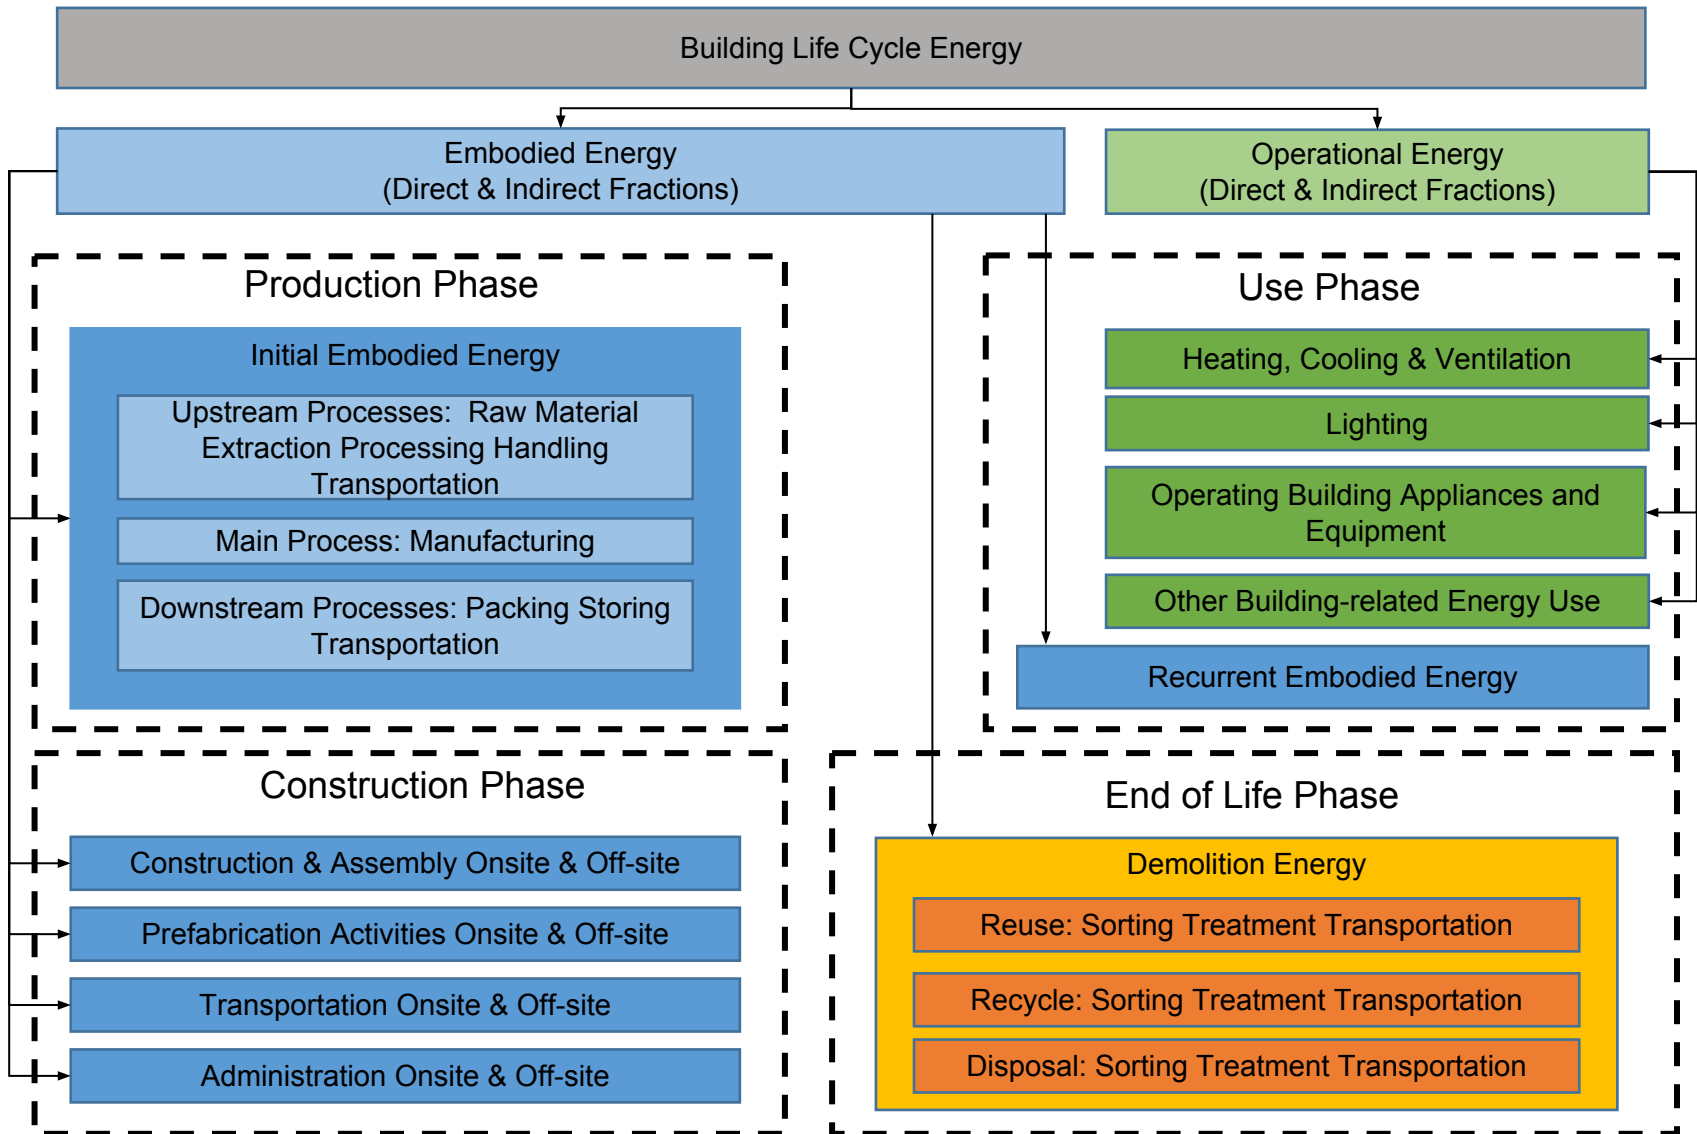 Building Life Cycle Energy
Embodied Energy
(Direct & Indirect Fractions)
Operational Energy
(Direct & Indirect Fractions)
Production Phase
Initial Embodied Energy
Upstream Processes:  Raw Material
Extraction Processing Handling
Transportation
Main Process: Manufacturing
Downstream Processes: Packing Storing
Transportation
Use Phase
Heating, Cooling & Ventilation
Lighting
Operating Building Appliances and
Equipment
Other Building-related Energy Use
Recurrent Embodied Energy
Construction Phase
Construction & Assembly Onsite & Off-site
Prefabrication Activities Onsite & Off-site
Transportation Onsite & Off-site
Administration Onsite & Off-site
End of Life Phase
Demolition Energy
Reuse: Sorting Treatment Transportation
Recycle: Sorting Treatment Transportation
Disposal: Sorting Treatment Transportation